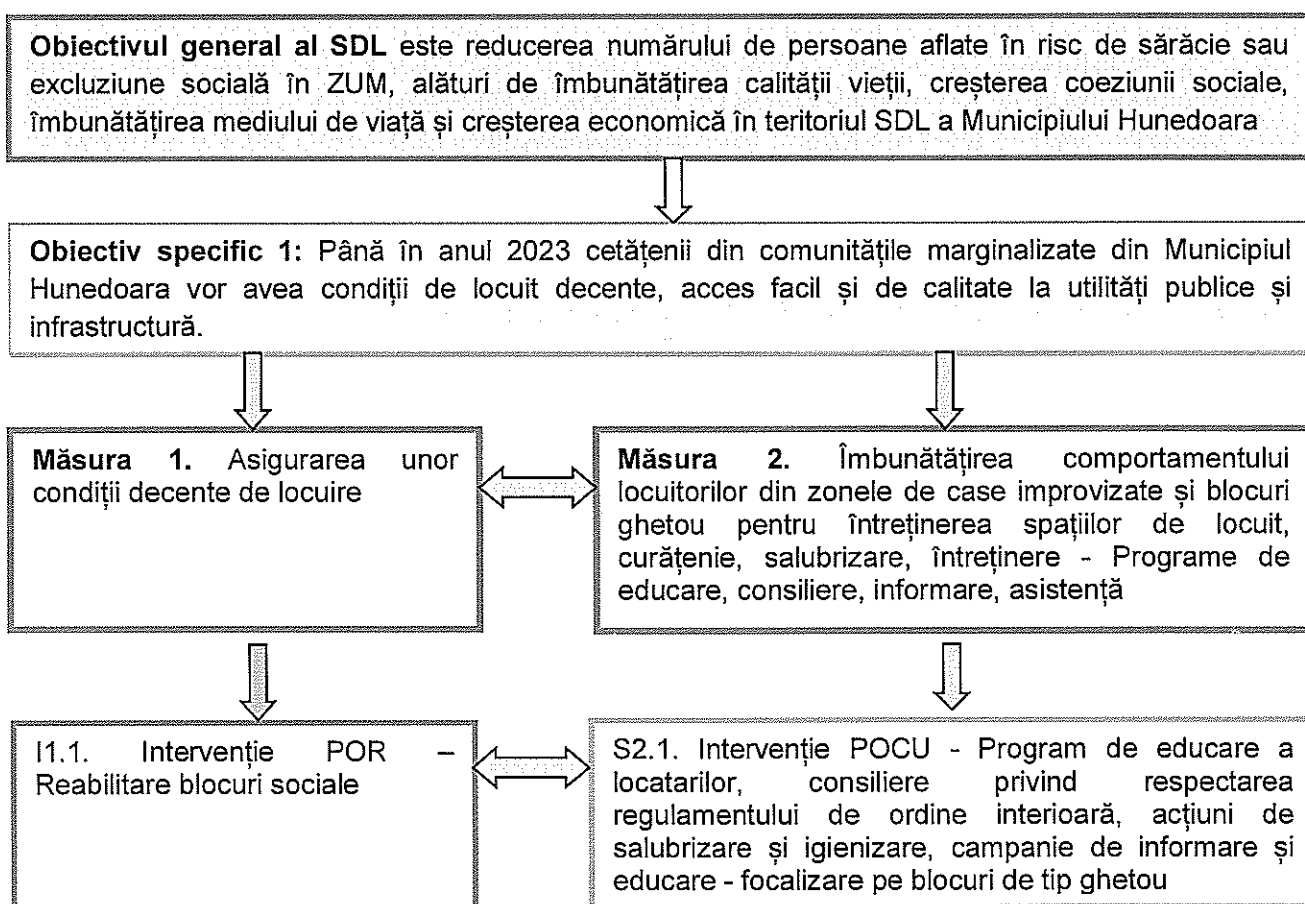 Obiectivul general al SDL este reducerea numărului de persoane aflate în risc de sărăcie sau
excluziune socială în ZUM, alături de îmbunătățirea calității vieții, creșterea coeziunii sociale,
îmbunătățirea mediului de viață și creșterea economică în teritoriul SDL a Municipiului Hunedoara
Obiectiv specific 1: Până în anul 2023 cetățenii din comunitățile marginalizate din Municipiul
Hunedoara vor avea condiții de locuit decente, acces facil și de calitate la utilități publice și
infrastructură.
Măsura 1. Asigurarea unor
condiții decente de locuire
Măsura 2. Îmbunătățirea comportamentului
locuitorilor din zonele de case improvizate și blocuri
ghetou pentru întreținerea spațiilor de locuit,
curățenie, salubrizare, întreținere - Programe de
educare, consiliere, informare, asistență
I1.1. Intervenție POR –
Reabilitare blocuri sociale
S2.1. Intervenție POCU - Program de educare a
locatarilor, consiliere privind respectarea
regulamentului de ordine interioară, acțiuni de
salubrizare și igienizare, campanie de informare și
educare - focalizare pe blocuri de tip ghetou